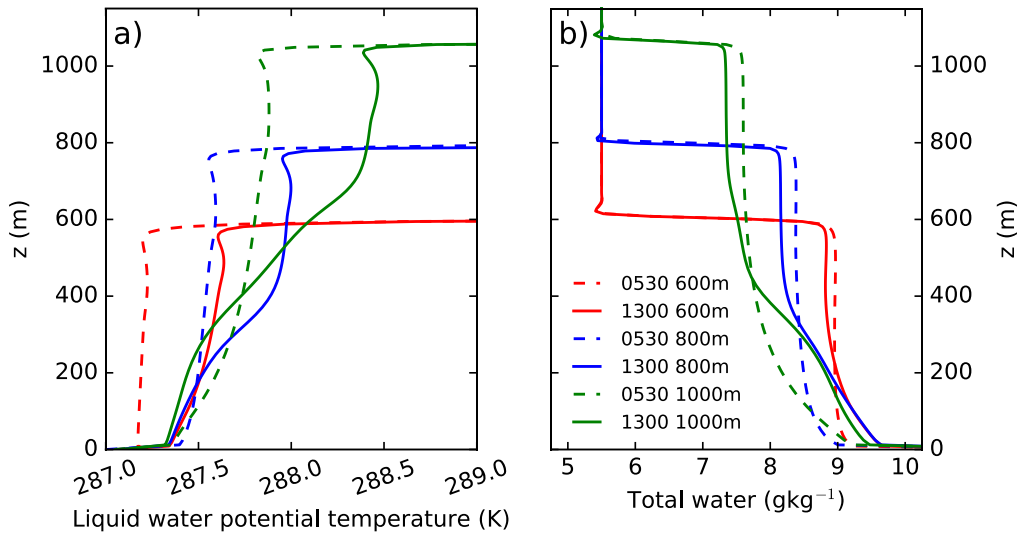 a)
1000
800
600
400
200
0
z (m)
287.0
287.5
288.0
288.5
289.0
Liquid water potential temperature (K)
b)
0530 600m
1300 600m
0530 800m
1300 800m
0530 1000m
1300 1000m
5
6
7
8
9
10
Total water (gkg⁻¹)
1000
800
600
400
200
0
z (m)